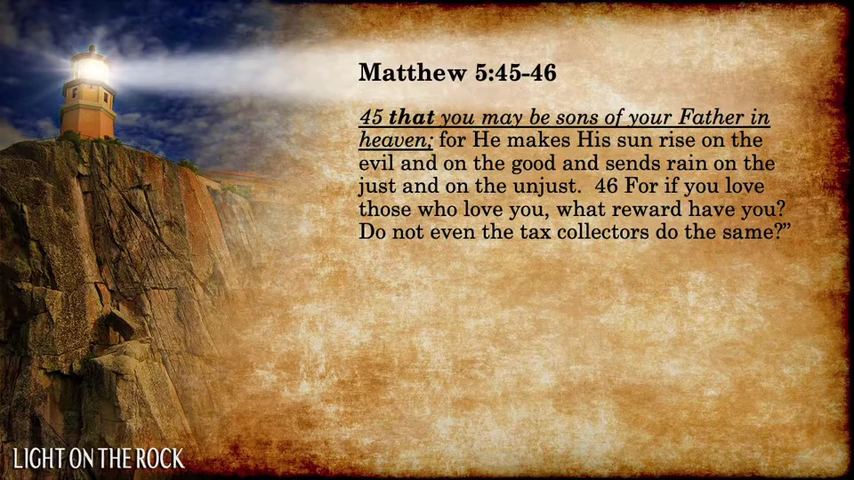 Matthew 5:45-46
45 that you may be sons of your Father in
heaven; for He makes His sun rise on the
evil and on the good and sends rain on the
just and on the unjust.  46 For if you love
those who love you, what reward have you?
Do not even the tax collectors do the same?”
LIGHT ON THE ROCK